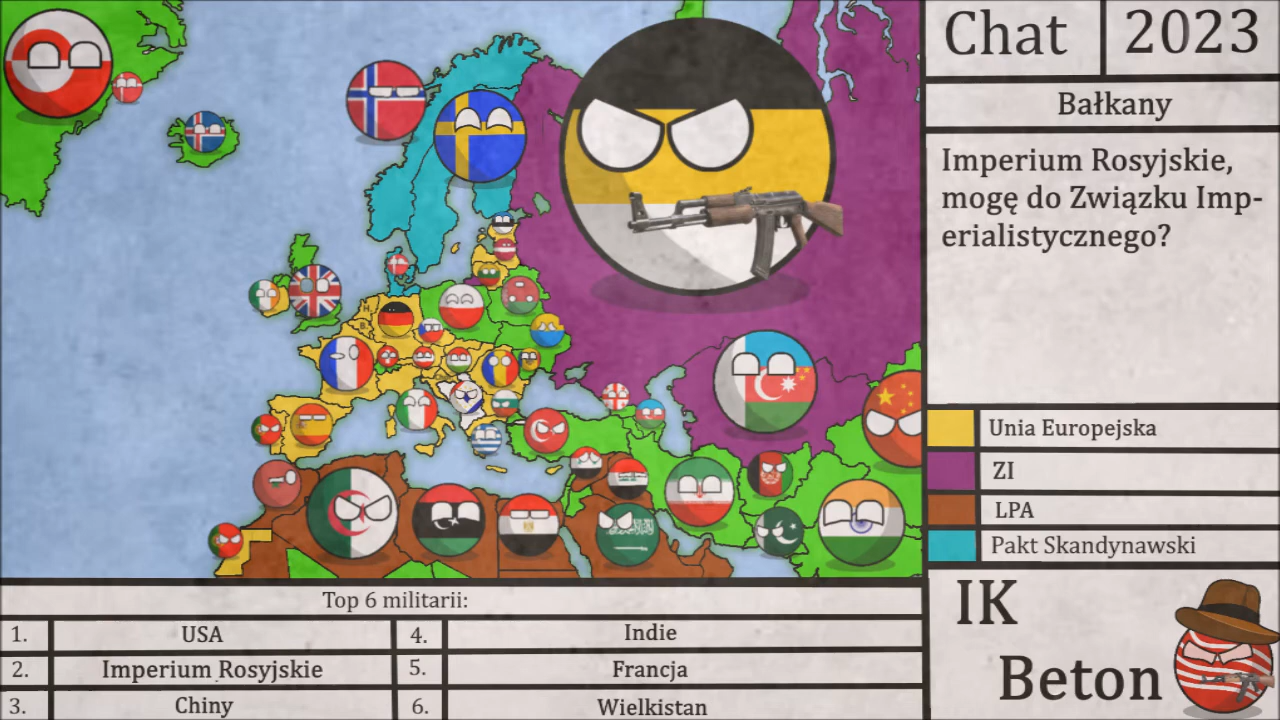 Chat
2023
Bałkany
Imperium Rosyjskie,
mogę do Związku Imp-
erialistycznego?
H.
B.
Unia Europejska
ZI
LPA
Pakt Skandynawski
Top 6 militarii:
1. USA
2. Imperium Rosyjskie
3. Chiny
4. Indie
5. Francja
6. Wielkistan
IK
Beton